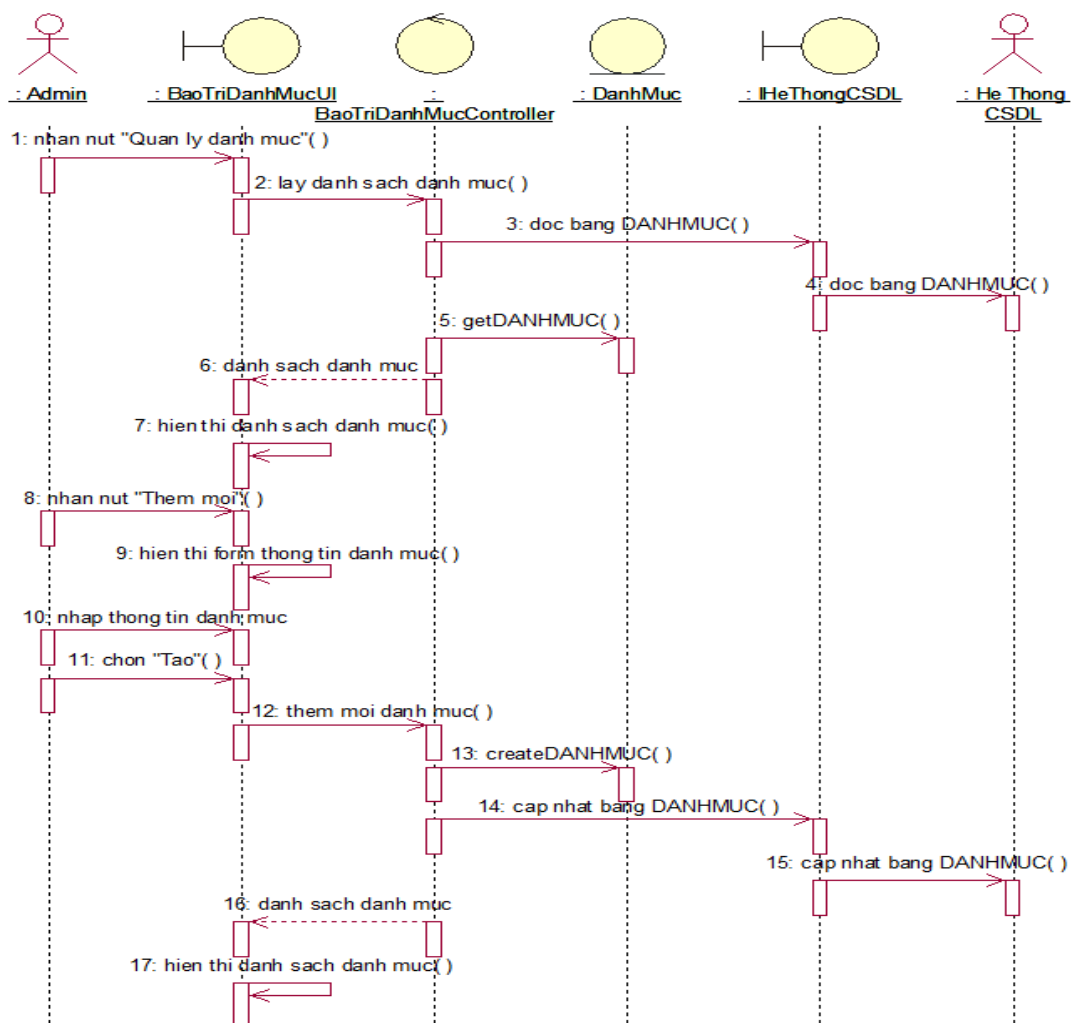 : Admin
: BaoTriDanhMucUI
:
BaoTriDanhMucController
: DanhMuc
: IHeThongCSDL
: He Thong
CSDL
1: nhan nut "Quan ly danh muc"( )
2: lay danh sach danh muc( )
3: doc bang DANHMUC( )
4: doc bang DANHMUC( )
5: getDANHMUC( )
6: danh sach danh muc
7: hien thi danh sach danh muc( )
8: nhan nut "Them moi"( )
9: hien thi form thong tin danh muc( )
10: nhap thong tin danh muc
11: chon "Tao"( )
12: them moi danh muc( )
13: createDANHMUC( )
14: cap nhat bang DANHMUC( )
15: cap nhat bang DANHMUC( )
16: danh sach danh muc
17: hien thi danh sach danh muc( )